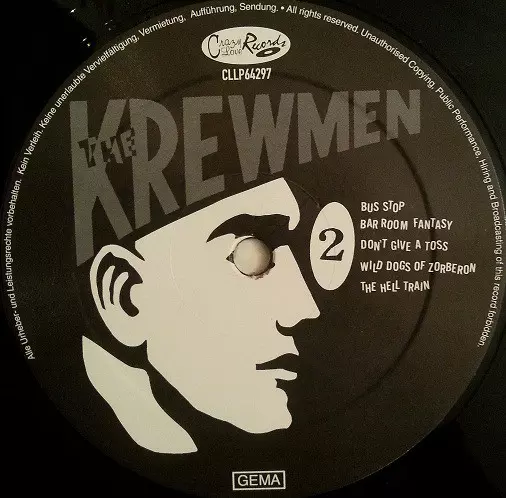 Alle Urheber- und Leistungsrechte vorbehalten. Kein Verleih. Keine unerlaubte Vervielfältigung, Vermietung, Aufführung, Sendung. • All rights reserved. Unauthorised Copying, Public Performance, Hiring and Broadcasting of this record forbidden.
Crazy Love Records
CLLP64297
THE
KREWMEN
2
BUS STOP
BAR ROOM FANTASY
DON'T GIVE A TOSS
WILD DOGS OF ZORBERON
THE HELL TRAIN
GEMA